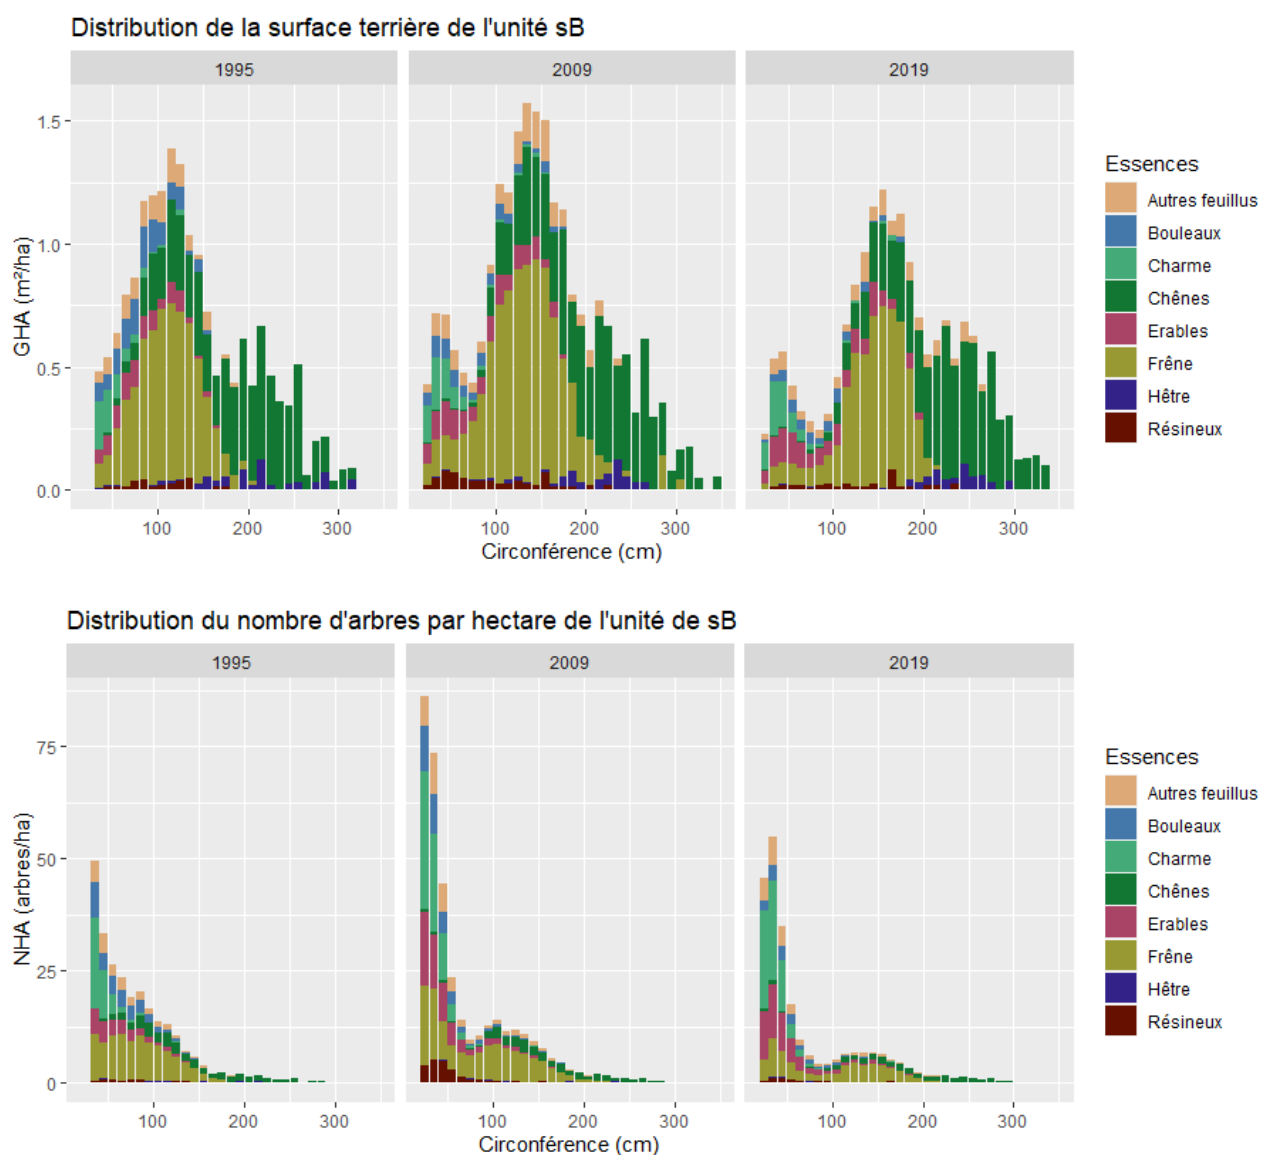 Distribution de la surface terrière de l'unité sB
1995 2009 2019
GHA (m²/ha)
1.5
1.0
0.5
0.0
100 200 300 100 200 300 100 200 300
Circonférence (cm)
Essences
Autres feuillus
Bouleaux
Charme
Chênes
Erables
Frêne
Hêtre
Résineux
Distribution du nombre d'arbres par hectare de l'unité de sB
1995 2009 2019
NHA (arbres/ha)
75
50
25
0
100 200 300 100 200 300 100 200 300
Circonférence (cm)
Essences
Autres feuillus
Bouleaux
Charme
Chênes
Erables
Frêne
Hêtre
Résineux